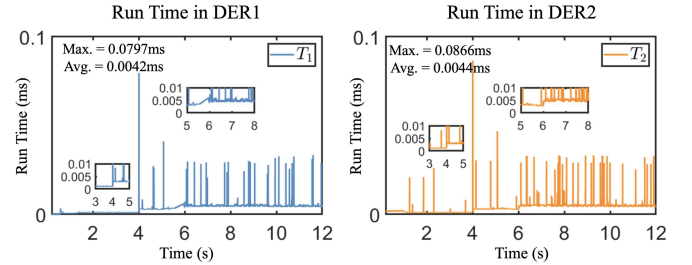 Run Time in DER1
Run Time (ms)
0.1
0
Max. = 0.0797ms
Avg. = 0.0042ms
T1
0.01
0.005
0
5 6 7 8
0.01
0.005
0
3 4 5
2 4 6 8 10 12
Time (s)
Run Time in DER2
Run Time (ms)
0.1
0
Max. = 0.0866ms
Avg. = 0.0044ms
T2
0.01
0.005
0
5 6 7 8
0.01
0.005
0
3 4 5
2 4 6 8 10 12
Time (s)